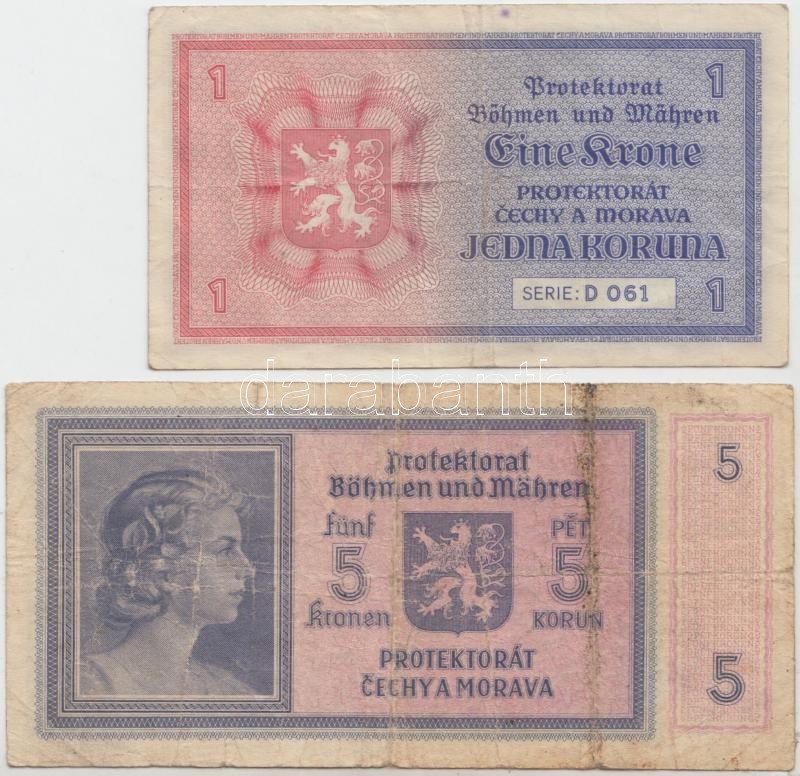 1
1
Protektorat
Böhmen und Mähren
Eine Krone
PROTEKTORÁT
ČECHY A MORAVA
JEDNA KORUNA
1
SERIE: D 061
1
darabanth
Protektorat
Böhmen und Mähren
fünf
PĚT
5
5
5
kronen
KORUN
PROTEKTORÁT
ČECHY A MORAVA
5